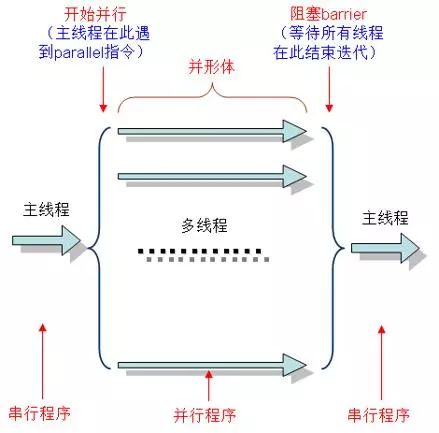 开始并行
（主线程在此遇
到parallel指令）
阻塞barrier
（等待所有线程
在此结束迭代）
并形体
主线程
多线程
主线程
串行程序
并行程序
串行程序